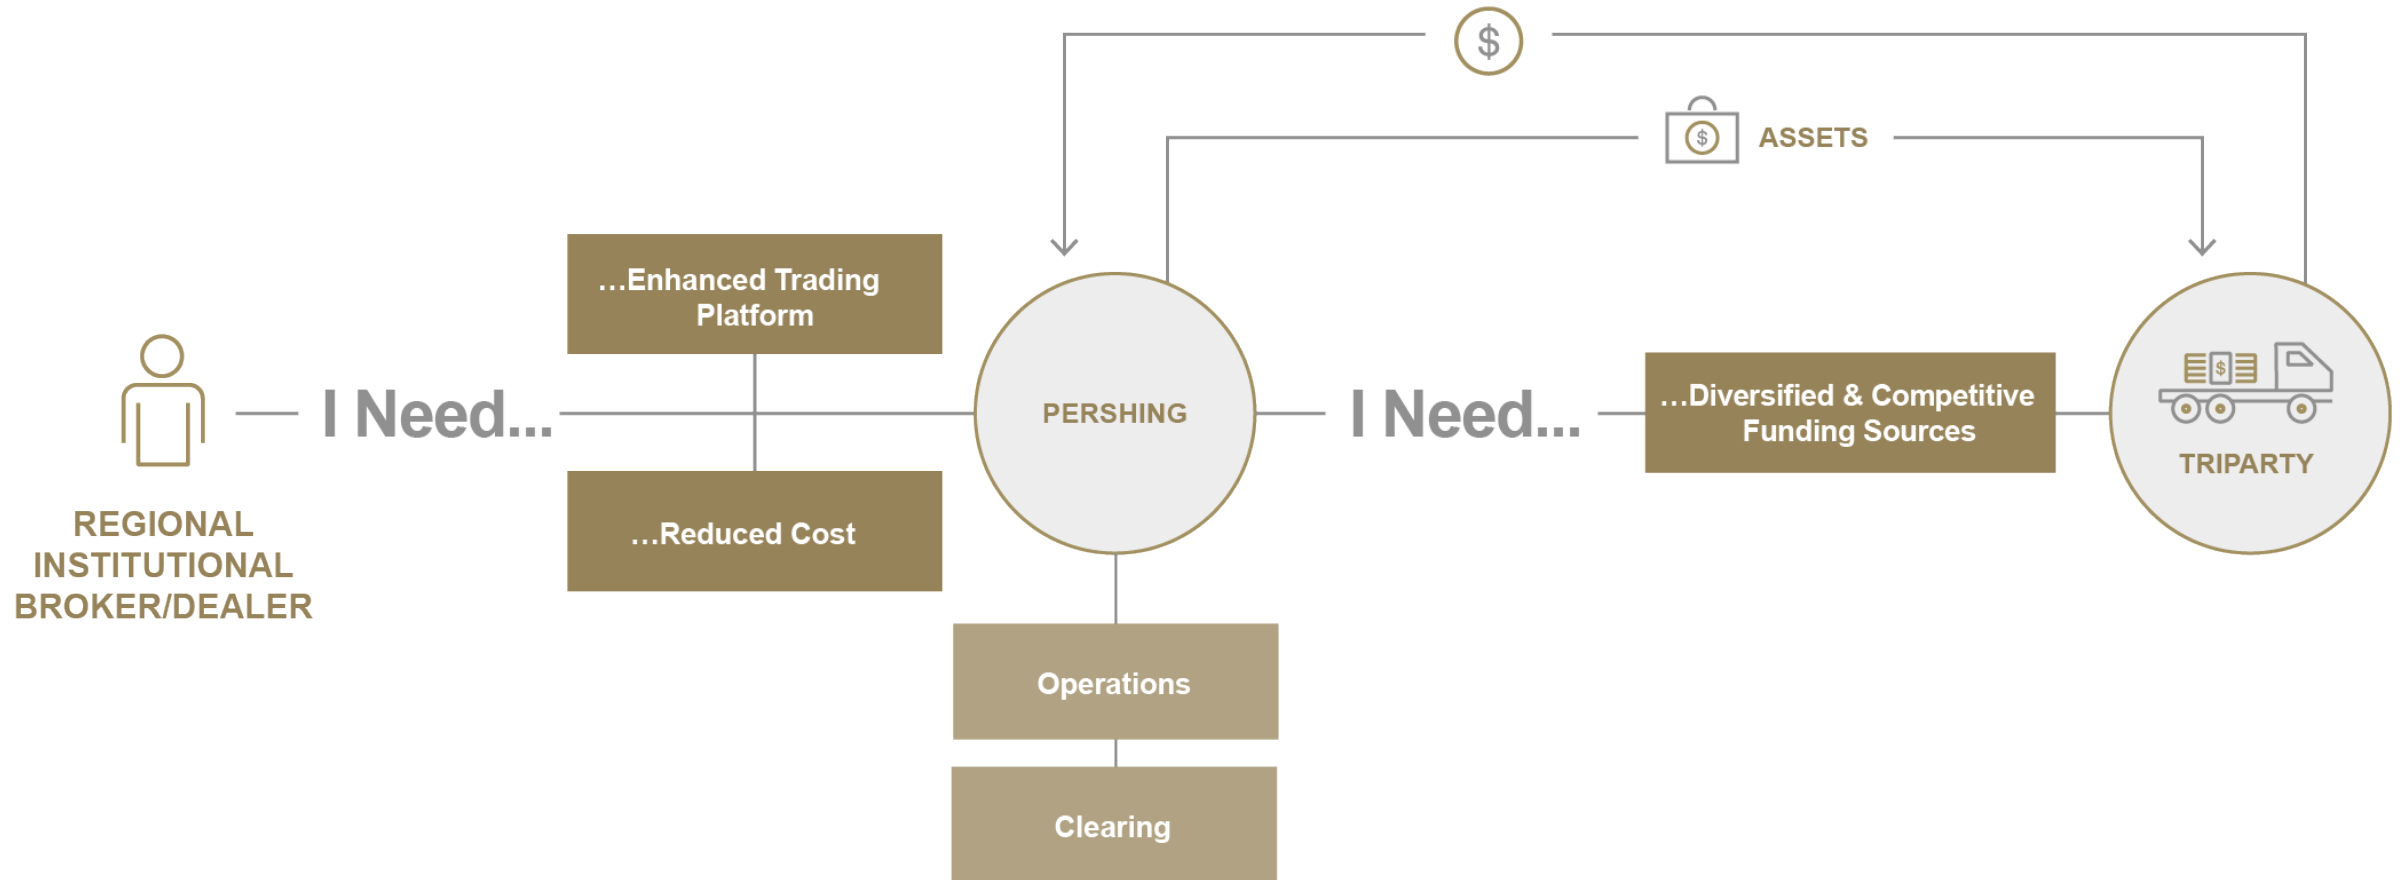 $
$ ASSETS
…Enhanced Trading
Platform
REGIONAL
INSTITUTIONAL
BROKER/DEALER
I Need...
…Reduced Cost
PERSHING
Operations
Clearing
I Need...
…Diversified & Competitive
Funding Sources
$
TRIPARTY